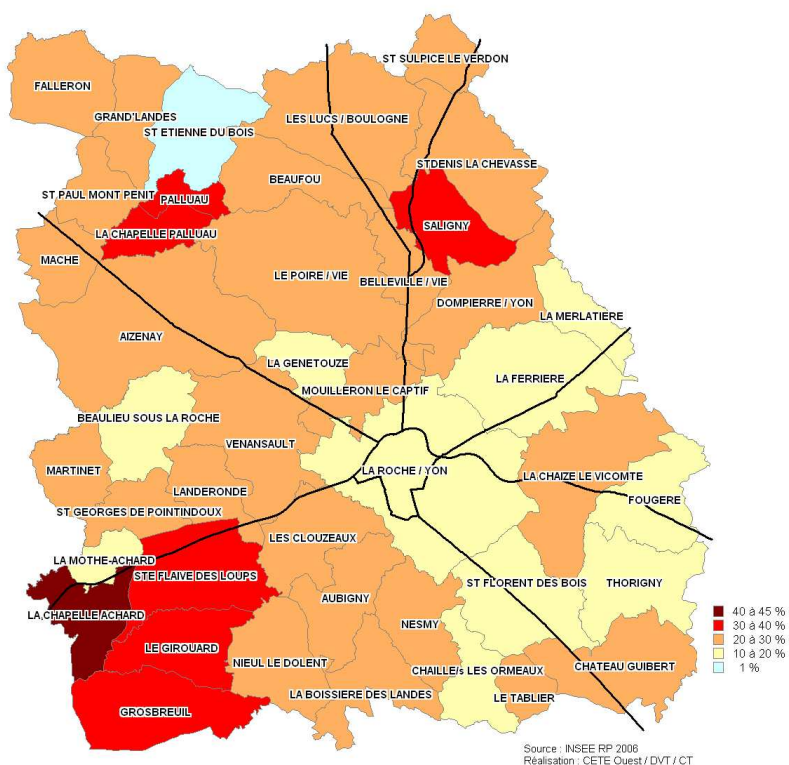 ST SULPICE LE VERDON
FALLERON
GRAND'LANDES
LES LUCS / BOULOGNE
ST ETIENNE DU BOIS
ST DENIS LA CHEVASSE
BEAUFOU
ST PAUL MONT PENIT
PALLUAU
SALIGNY
LA CHAPELLE PALLUAU
MACHE
LE POIRE / VIE
BELLEVILLE / VIE
DOMPIERRE / YON
LA MERLATIERE
AIZENAY
LA GENETOUZE
LA FERRIERE
MOUILLERON LE CAPTIF
BEAULIEU SOUS LA ROCHE
VENANSAULT
MARTINET
LA ROCHE / YON
LA CHAIZE LE VICOMTE
LANDERONDE
FOUGERE
ST GEORGES DE POINTINDOUX
LES CLOUZEAUX
LA MOTHE-ACHARD
STE FLAIVE DES LOUPS
ST FLORENT DES BOIS
THORIGNY
AUBIGNY
LA CHAPELLE ACHARD
NESMY
LE GIROUARD
NIEUL LE DOLENT
CHAILLE/s LES ORMEAUX
CHATEAU GUIBERT
LA BOISSIERE DES LANDES
LE TABLIER
GROSBREUIL
40 à 45 %
30 à 40 %
20 à 30 %
10 à 20 %
1 %
Source : INSEE RP 2006
Réalisation : CETE Ouest / DVT / CT